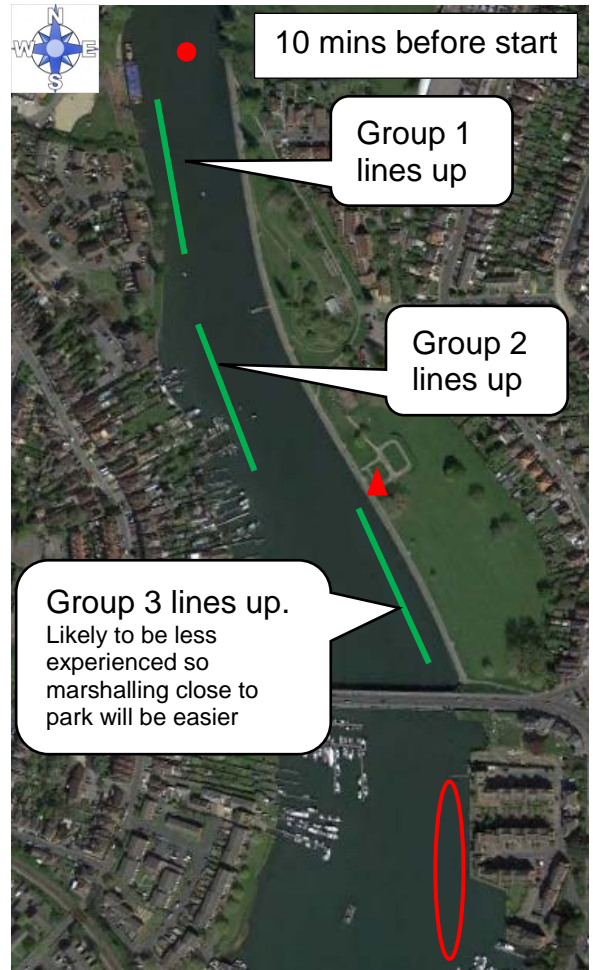 N
W
E
S
10 mins before start
Group 1
lines up
Group 2
lines up
Group 3 lines up.
Likely to be less
experienced so
marshalling close to
park will be easier